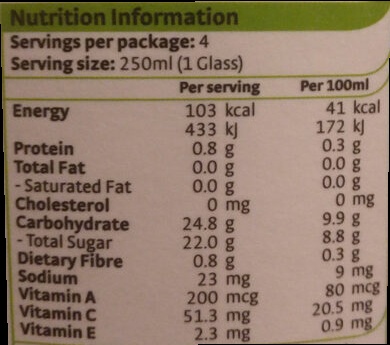 Nutrition Information
Servings per package: 4
Serving size: 250ml (1 Glass)
Per serving Per 100ml
Energy 103 kcal 41 kcal
433 kJ 172 kJ
Protein 0.8 g 0.3 g
Total Fat 0.0 g 0.0 g
- Saturated Fat 0.0 g 0.0 g
Cholesterol 0 mg 0 mg
Carbohydrate 24.8 g 9.9 g
- Total Sugar 22.0 g 8.8 g
Dietary Fibre 0.8 g 0.3 g
Sodium 23 mg 9 mg
Vitamin A 200 mcg 80 mcg
Vitamin C 51.3 mg 20.5 mg
Vitamin E 2.3 mg 0.9 mg